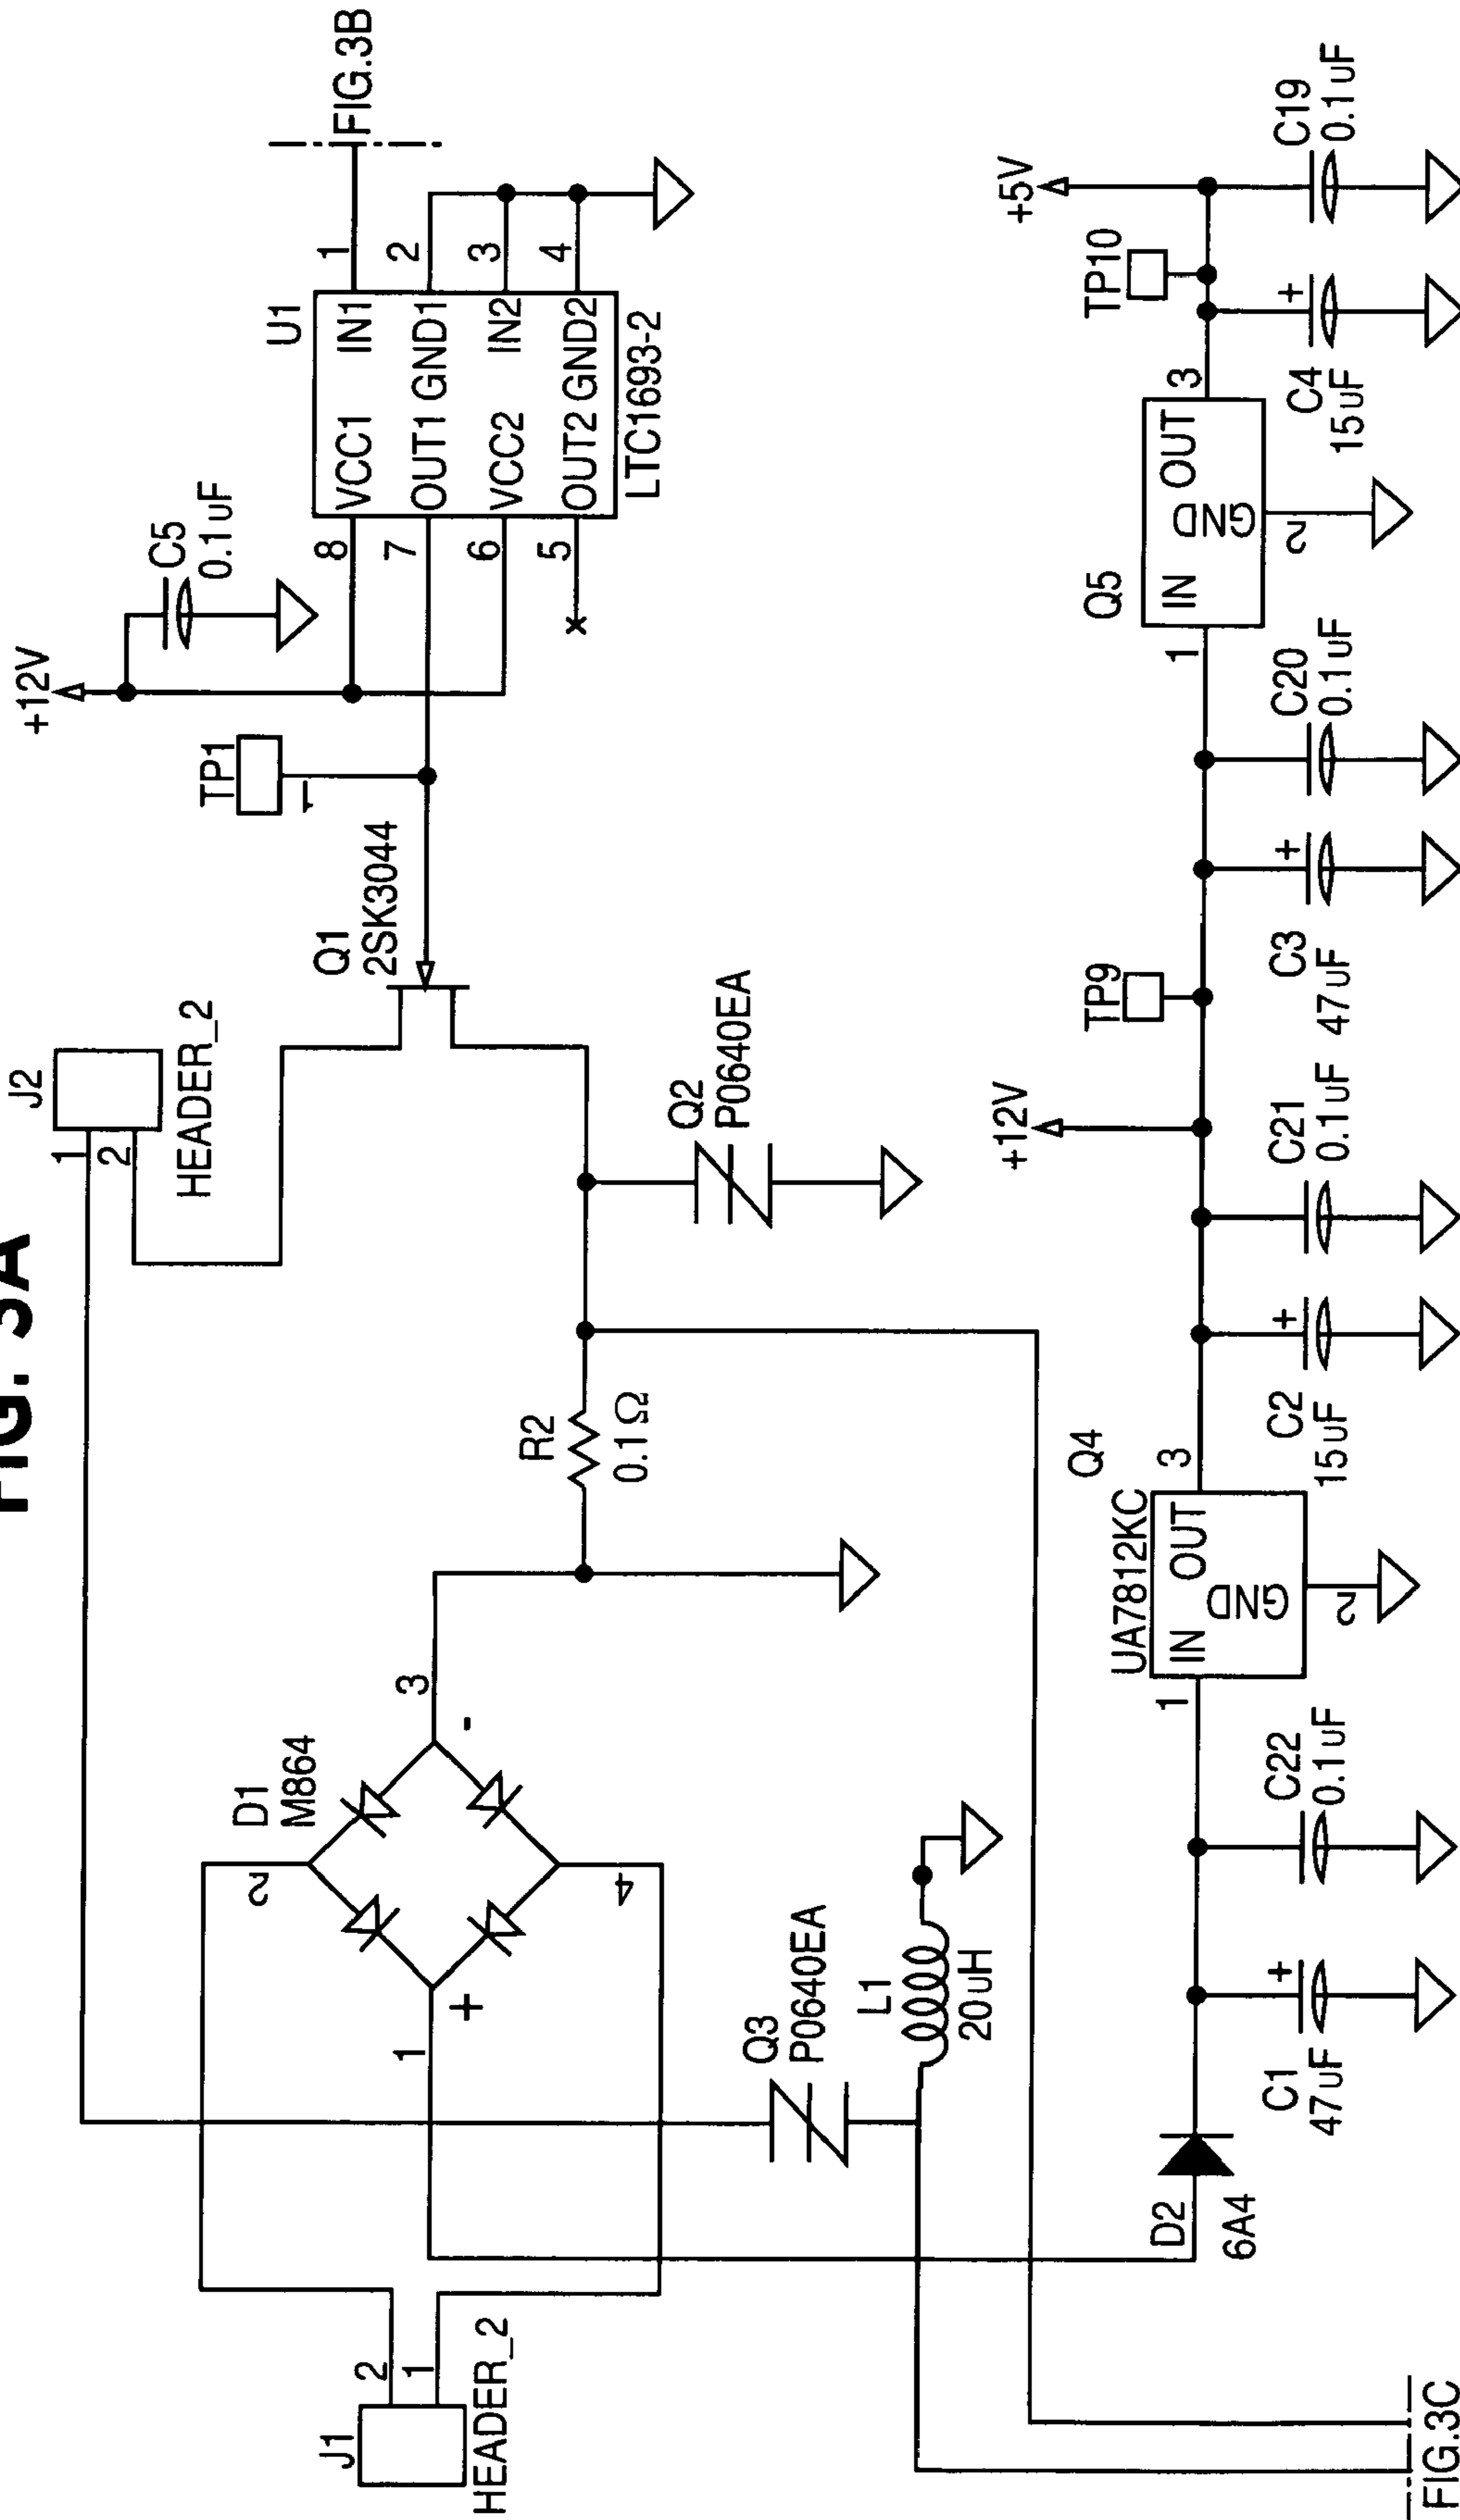 FIG. 3A
J2
1
2
HEADER_2
+12V
C5
0.1uF
TP1
1
U1
VCC1
IN1
OUT1
GND1
VCC2
IN2
OUT2
GND2
LTC1693-2
8
7
6
5
1
2
3
4
FIG.3B
Q1
2SK3044
D1
M864
2
3
-
+
1
4
J1
2
1
HEADER_2
R2
0.1Ω
Q2
P0640EA
Q3
P0640EA
L1
20uH
D2
6A4
C1
47uF
+
C22
0.1uF
UA7812KC
Q4
1
IN
OUT
GND
2
3
C2
15uF
+
C21
0.1uF
+12V
TP9
C3
47uF
+
C20
0.1uF
Q5
1
IN
OUT
GND
2
3
C4
15uF
+
TP10
+5V
C19
0.1uF
FIG.3C